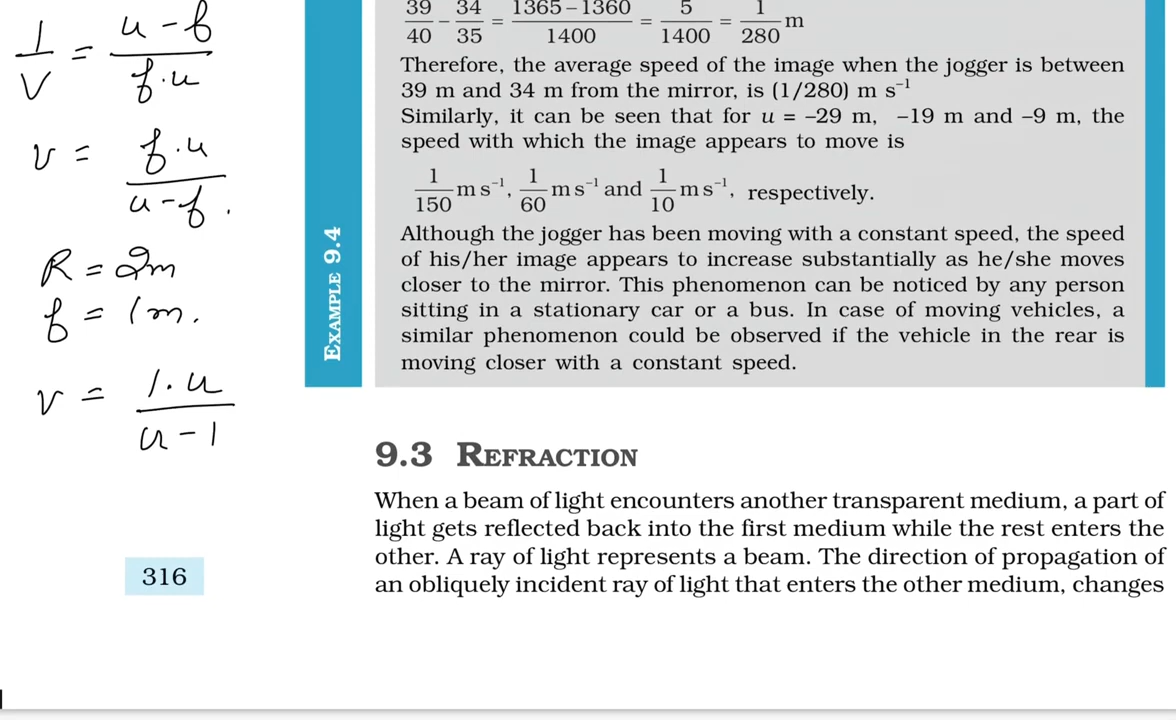 1/V = (u - f)/(f.u)
v = (f.u)/(u - f).
R = 2m
f = 1m.
v = (1.u)/(u - 1)
39/40 − 34/35 = (1365 – 1360)/1400 = 5/1400 = 1/280 m
Therefore, the average speed of the image when the jogger is between
39 m and 34 m from the mirror, is (1/280) m s⁻¹
Similarly, it can be seen that for u = –29 m, –19 m and –9 m, the
speed with which the image appears to move is
1/150 m s⁻¹, 1/60 m s⁻¹ and 1/10 m s⁻¹, respectively.
Although the jogger has been moving with a constant speed, the speed
of his/her image appears to increase substantially as he/she moves
closer to the mirror. This phenomenon can be noticed by any person
sitting in a stationary car or a bus. In case of moving vehicles, a
similar phenomenon could be observed if the vehicle in the rear is
moving closer with a constant speed.
EXAMPLE 9.4
9.3 REFRACTION
When a beam of light encounters another transparent medium, a part of
light gets reflected back into the first medium while the rest enters the
other. A ray of light represents a beam. The direction of propagation of
an obliquely incident ray of light that enters the other medium, changes
316